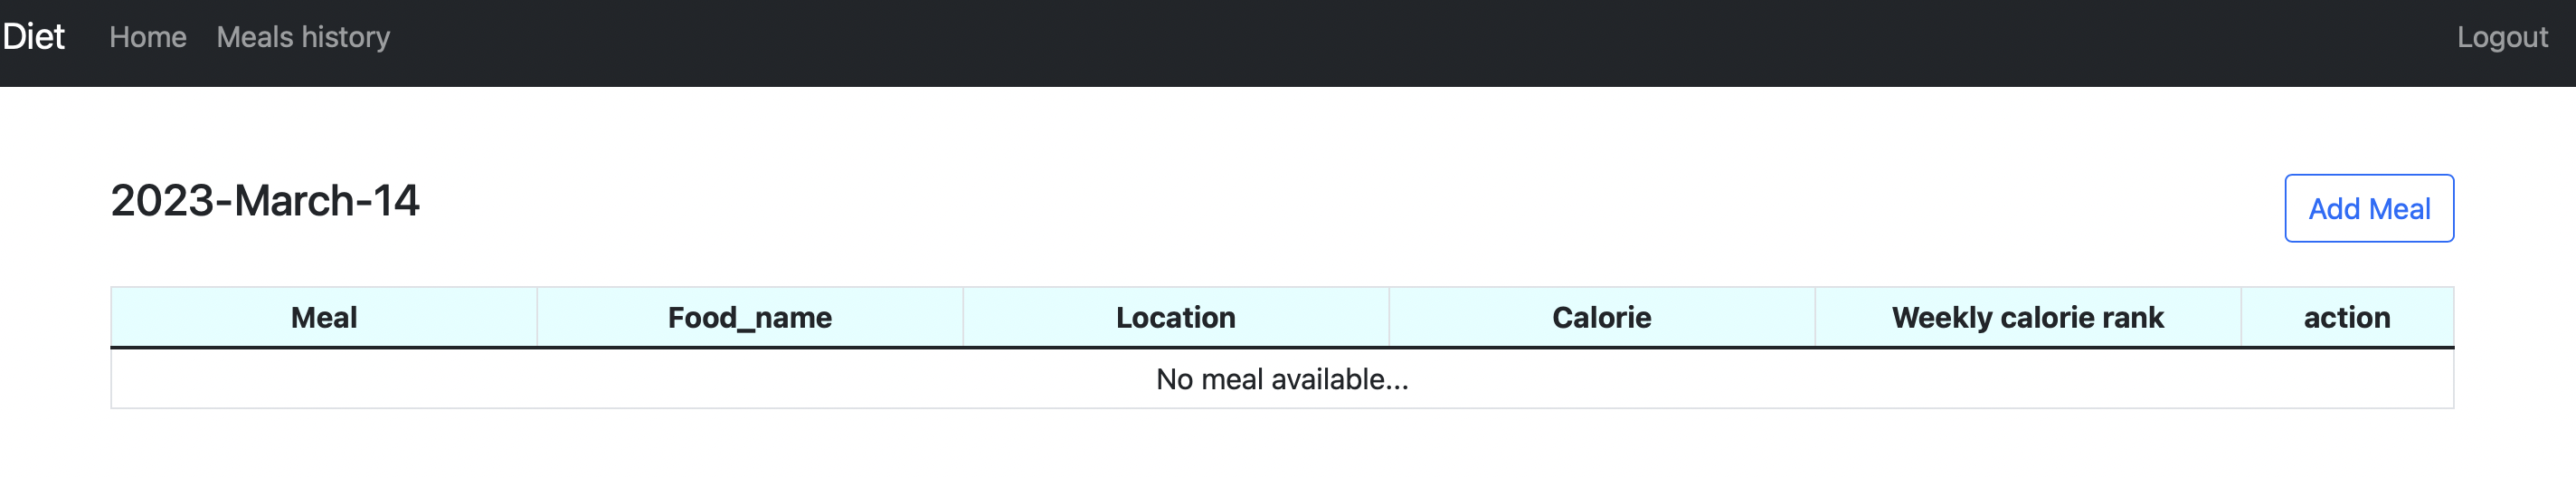 Diet Home Meals history Logout
2023-March-14 Add Meal
Meal Food_name Location Calorie Weekly calorie rank action
No meal available...